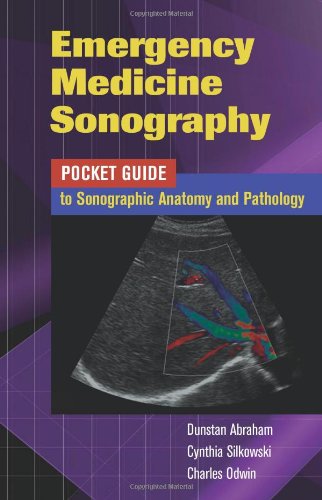 Emergency
Medicine
Sonography
POCKET GUIDE
to Sonographic Anatomy and Pathology
Dunstan Abraham
Cynthia Silkowski
Charles Odwin